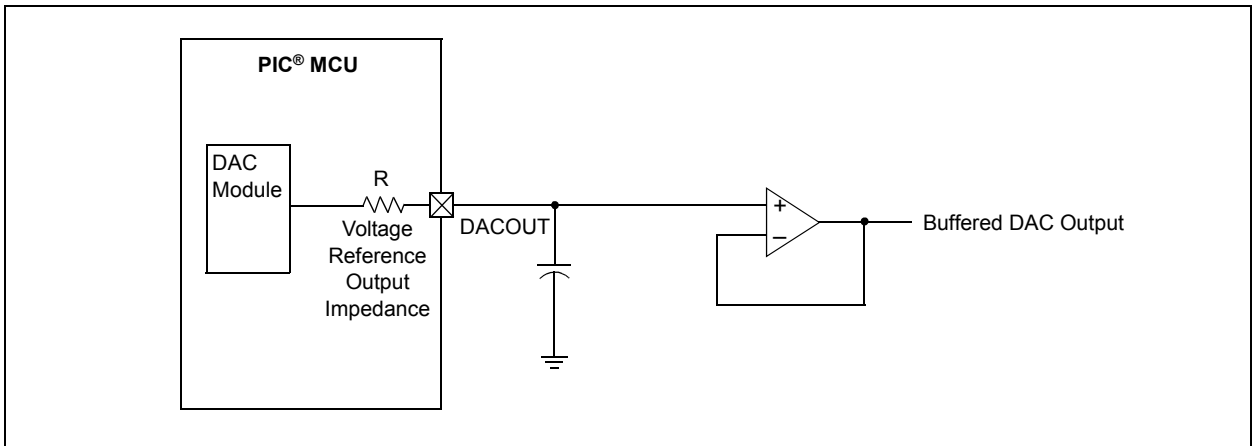 PIC® MCU
DAC
Module
R
Voltage
Reference
Output
Impedance
DACOUT
+
–
Buffered DAC Output